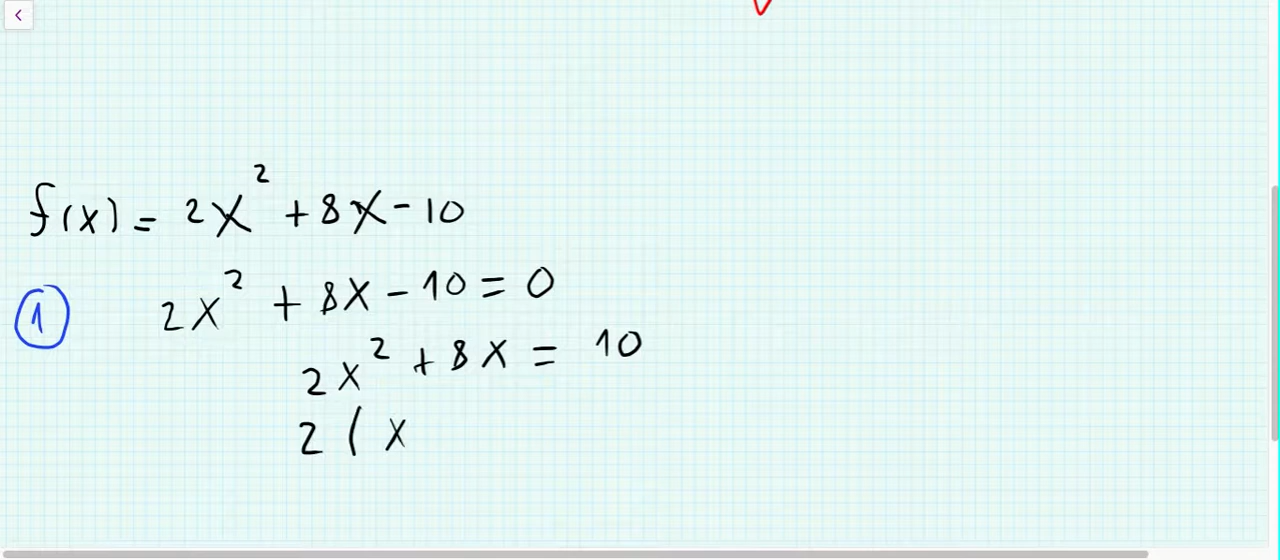 f(x) = 2x² + 8x - 10
① 2x² + 8x - 10 = 0
2x² + 8x = 10
2 ( x